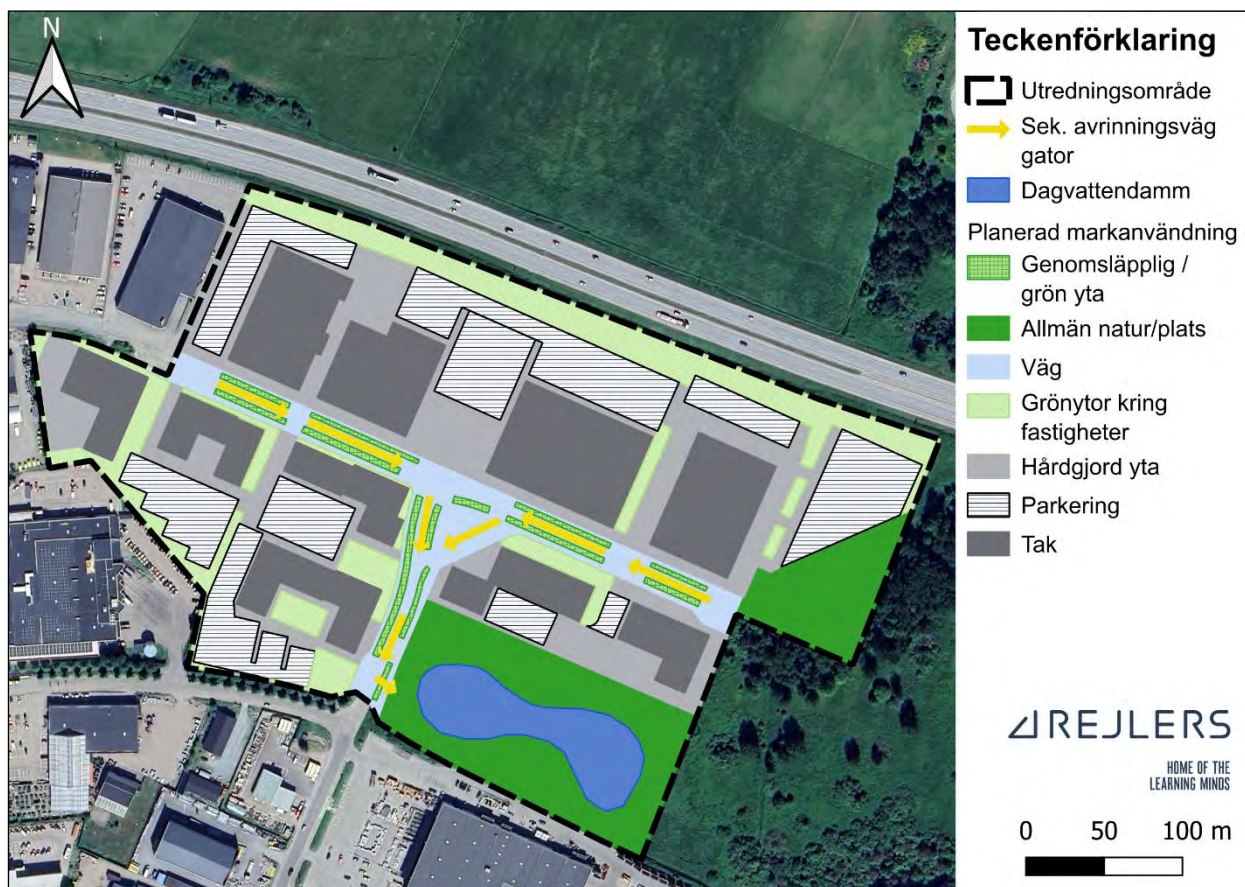 N
Teckenförklaring
Utredningsområde
Sek. avrinningsväg
gator
Dagvattendamm
Planerad markanvändning
Genomsläpplig /
grön yta
Allmän natur/plats
Väg
Grönytor kring
fastigheter
Hårdgjord yta
Parkering
Tak
REJLERS
HOME OF THE
LEARNING MINDS
0 50 100 m